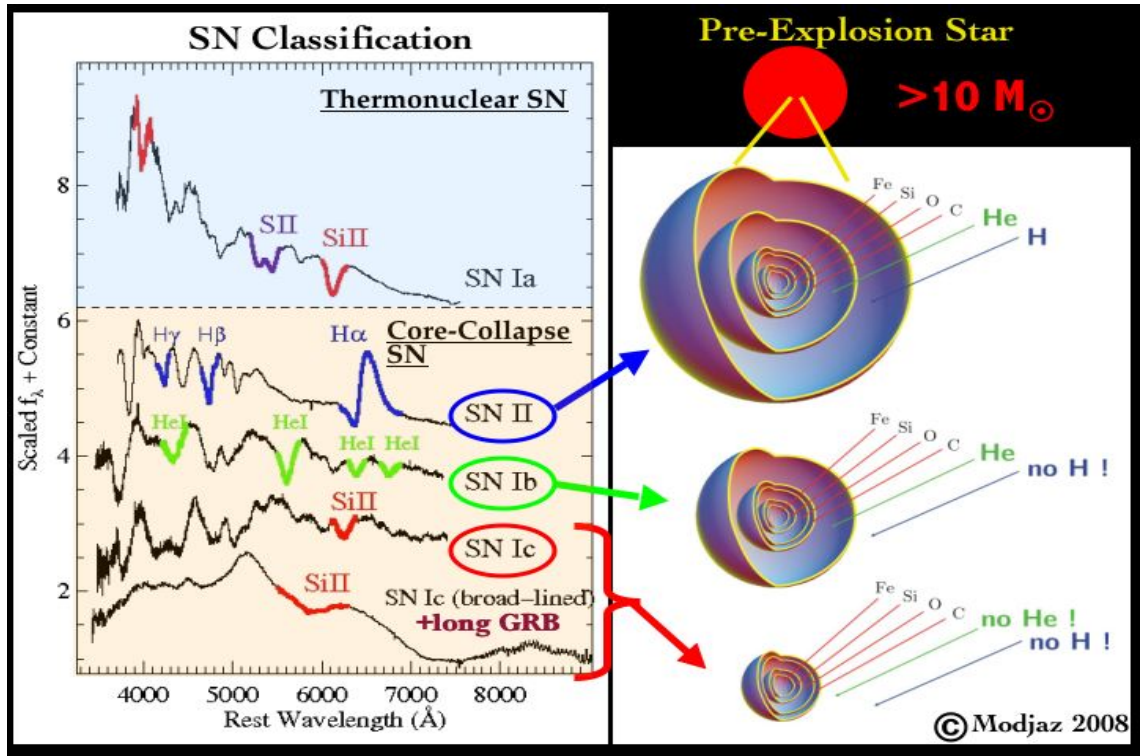 SN Classification
Thermonuclear SN
SII
SiII
SN Ia
Core-Collapse
SN
Hγ
Hβ
Hα
SN II
HeI
HeI
HeI
HeI
SN Ib
SiII
SN Ic
SiII
SN Ic (broad-lined)
+long GRB
8
6
4
2
Scaled fλ + Constant
4000 5000 6000 7000 8000
Rest Wavelength (Å)
Pre-Explosion Star
>10 M⊙
Fe
Si
O
C
He
H
Fe
Si
O
C
He
no H !
Fe
Si
O
C
no He !
no H !
© Modjaz 2008